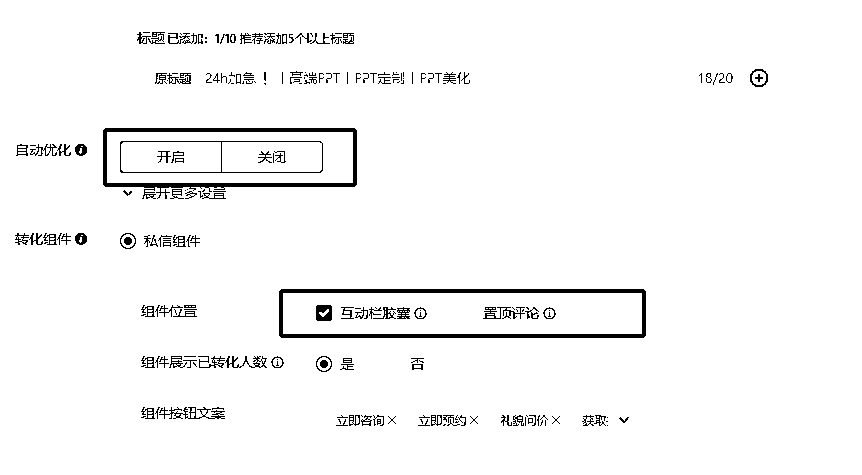 标题 已添加：1/10 推荐添加5个以上标题
原标题 24h加急！｜高端PPT｜PPT定制｜PPT美化 18/20
自动优化 开启 关闭
展开更多设置
转化组件 私信组件
组件位置 互动栏胶囊 置顶评论
组件展示已转化人数 是 否
组件按钮文案 立即咨询× 立即预约× 礼貌问价× 获取